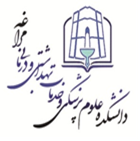 دانشکده علوم پزشکی و خدمات بهداشتی و درمانی مراغه